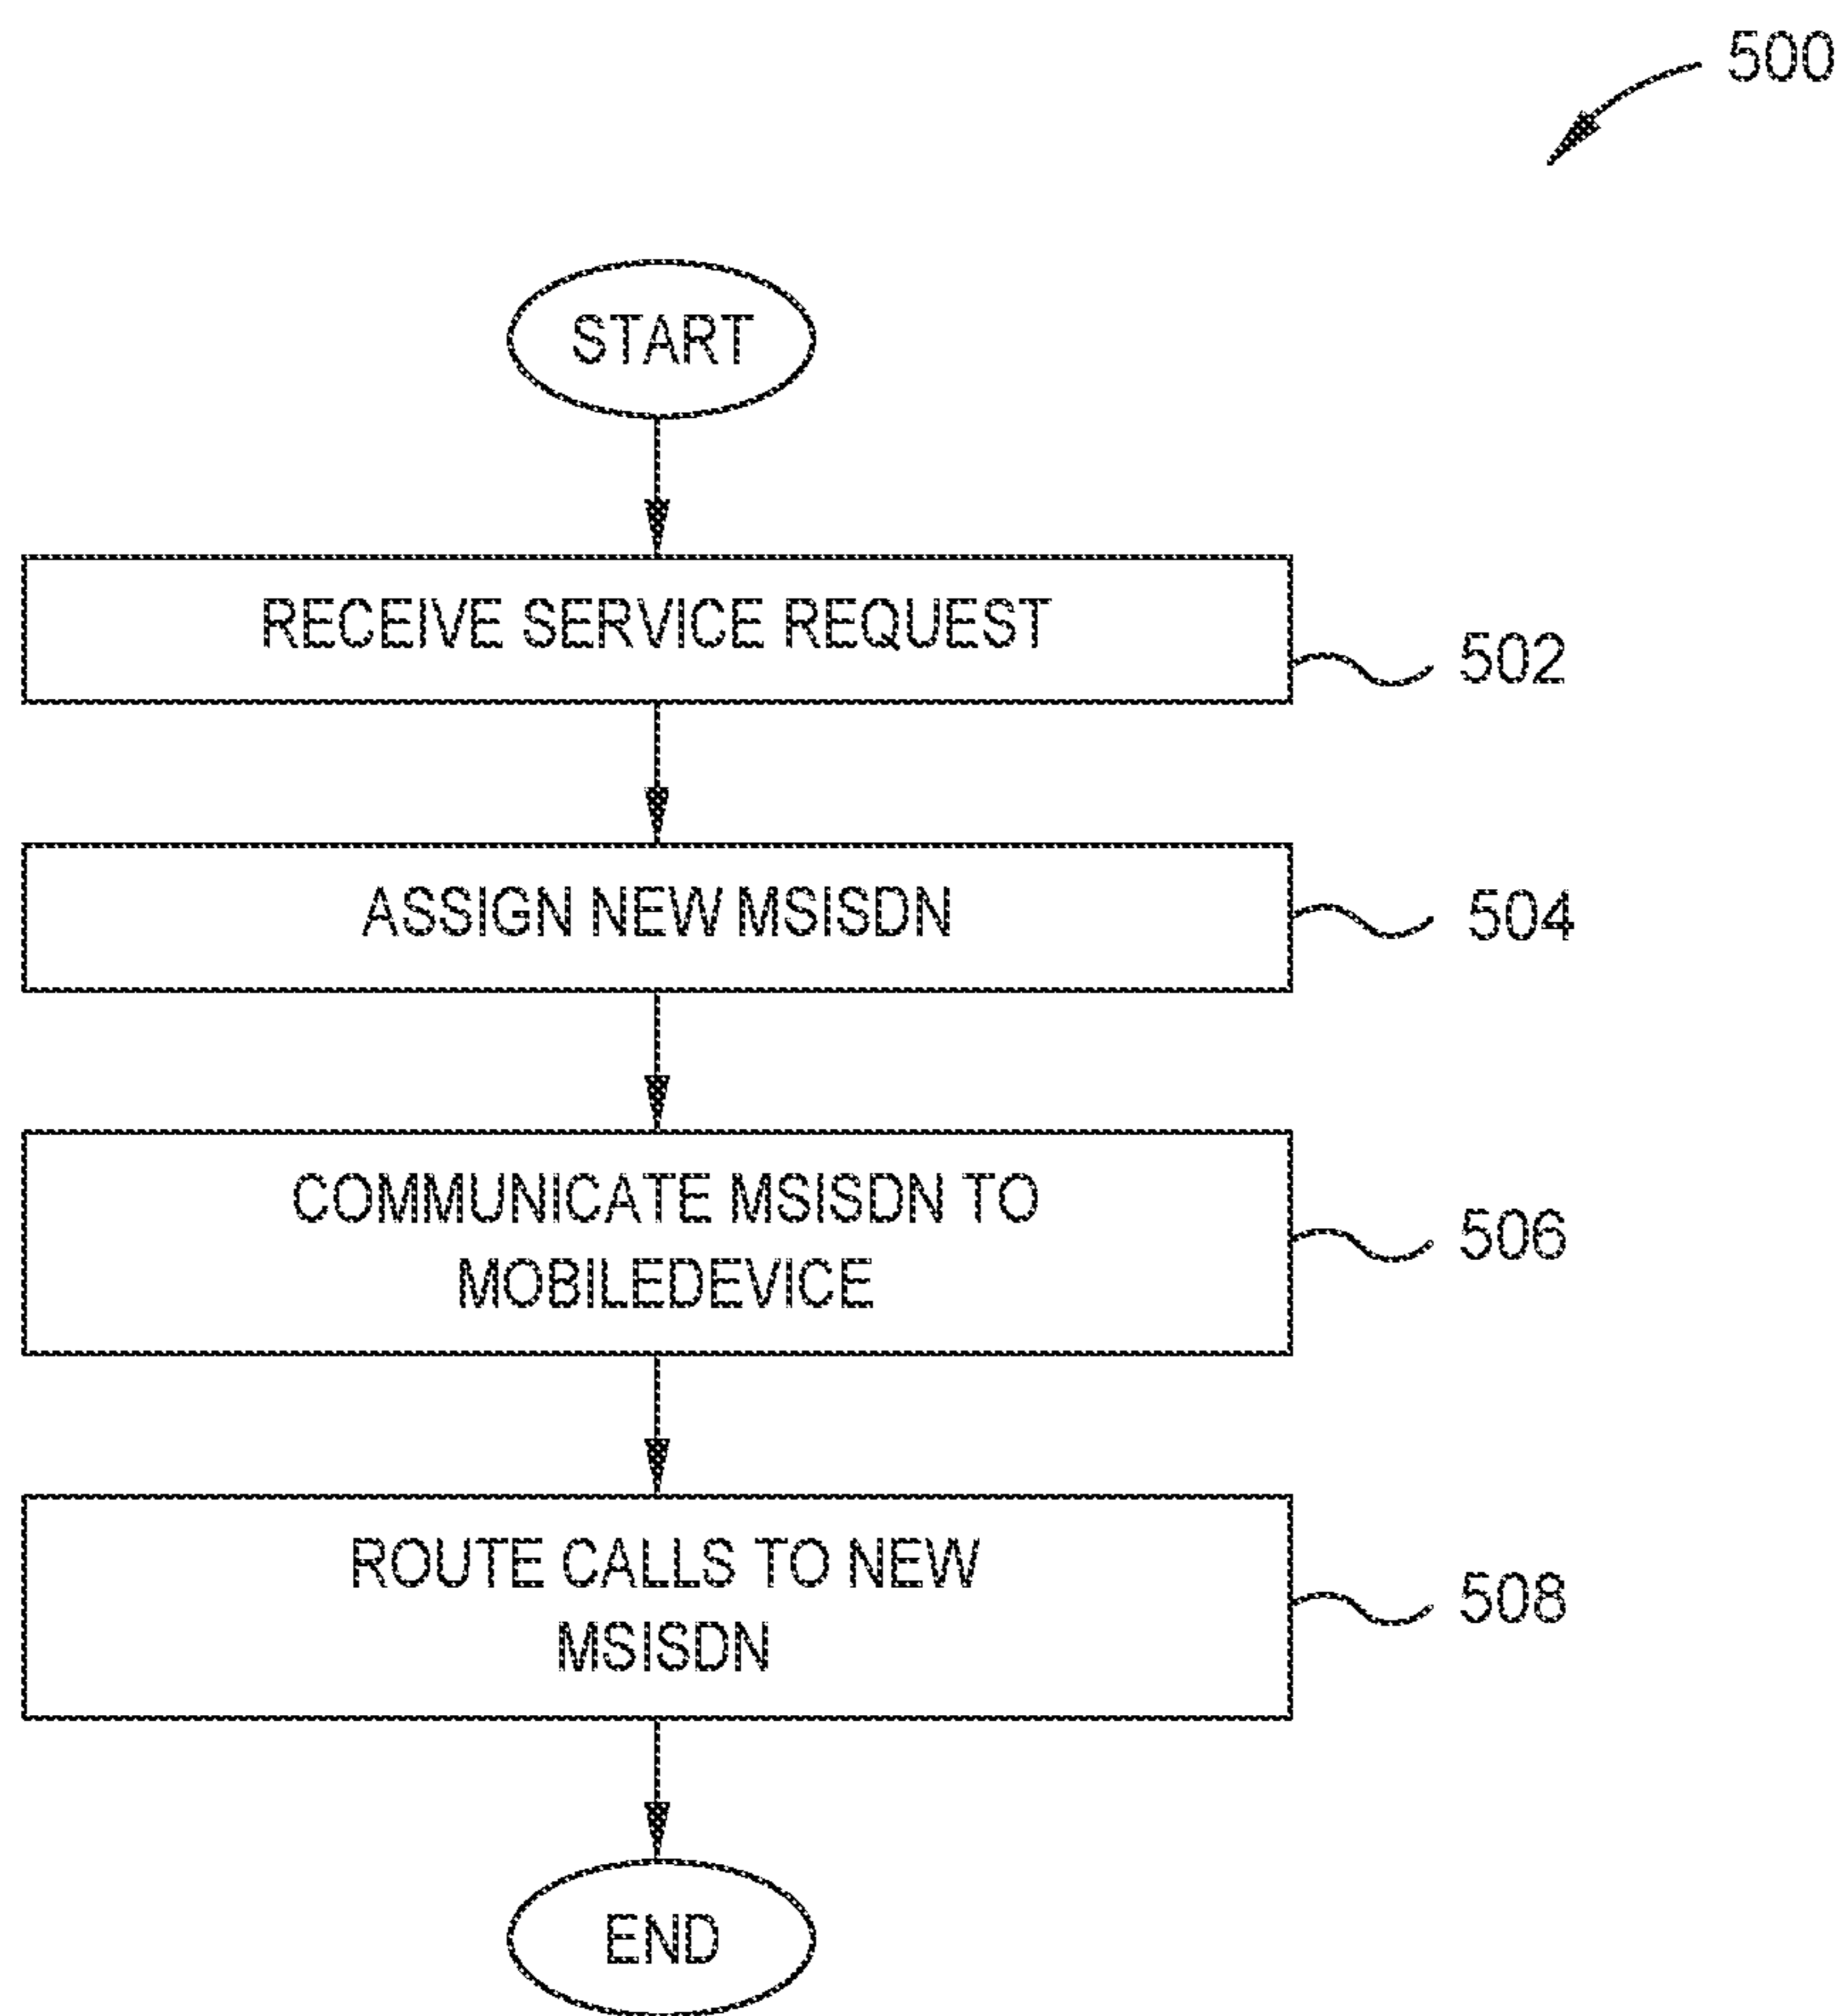 500
START
RECEIVE SERVICE REQUEST
502
ASSIGN NEW MSISDN
504
COMMUNICATE MSISDN TO
MOBILEDEVICE
506
ROUTE CALLS TO NEW
MSISDN
508
END